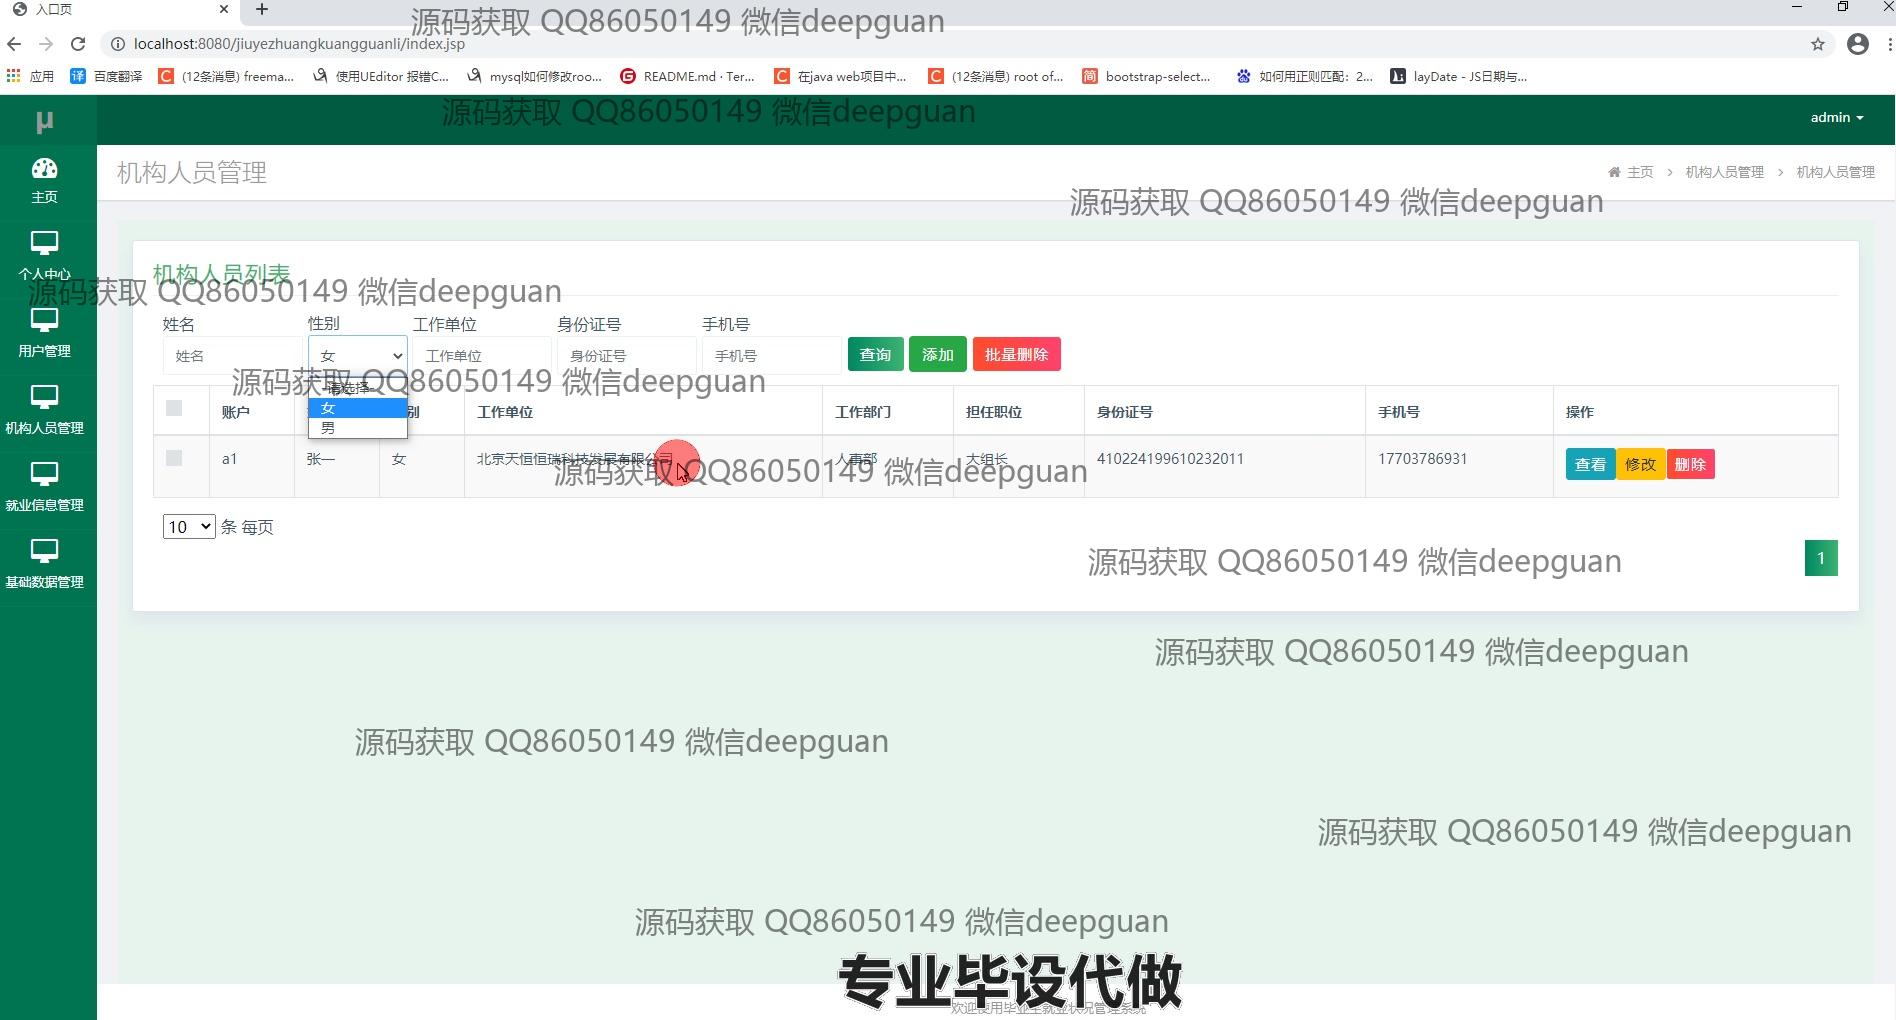 入口页
源码获取 QQ86050149 微信deepguan
localhost:8080/jiuyezhuangkuangguanli/index.jsp
应用 百度翻译 (12条消息) freema... 使用UEditor 报错C... mysql如何修改roo... README.md · Ter... 在java web项目中... (12条消息) root of... bootstrap-select... 如何用正则匹配：2... layDate - JS日期与...
μ
源码获取 QQ86050149 微信deepguan
admin
机构人员管理
主页 > 机构人员管理 > 机构人员管理
源码获取 QQ86050149 微信deepguan
主页
个人中心
用户管理
机构人员管理
就业信息管理
基础数据管理
机构人员列表
源码获取 QQ86050149 微信deepguan
姓名 性别 工作单位 身份证号 手机号
姓名 女 工作单位 身份证号 手机号 查询 添加 批量删除
源码获取 QQ86050149 微信deepguan
-请选择-
女
男
账户 别 工作单位 工作部门 担任职位 身份证号 手机号 操作
a1 张一 女 北京天恒恒瑞科技发展有限公司 人事部 大组长 410224199610232011 17703786931 查看 修改 删除
源码获取 QQ86050149 微信deepguan
10 条 每页
源码获取 QQ86050149 微信deepguan
1
源码获取 QQ86050149 微信deepguan
源码获取 QQ86050149 微信deepguan
源码获取 QQ86050149 微信deepguan
源码获取 QQ86050149 微信deepguan
专业毕设代做
欢迎使用毕业生就业状况管理系统